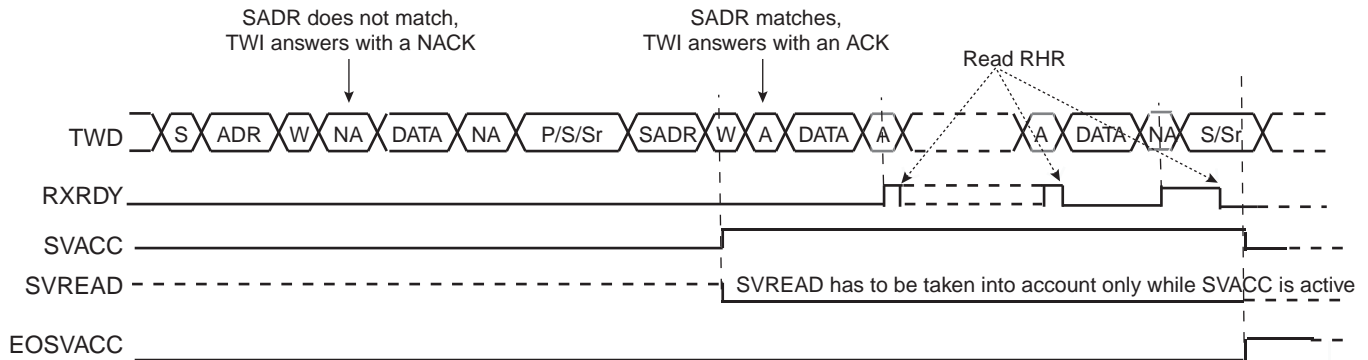 SADR does not match,
TWI answers with a NACK
SADR matches,
TWI answers with an ACK
Read RHR
TWD S ADR W NA DATA NA P/S/Sr SADR W A DATA A A DATA NA S/Sr
RXRDY
SVACC
SVREAD SVREAD has to be taken into account only while SVACC is active
EOSVACC